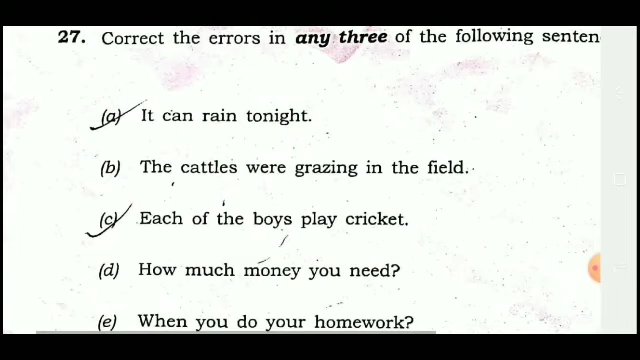 27. Correct the errors in any three of the following senten
(a) It can rain tonight.
(b) The cattles were grazing in the field.
(c) Each of the boys play cricket.
(d) How much money you need?
(e) When you do your homework?